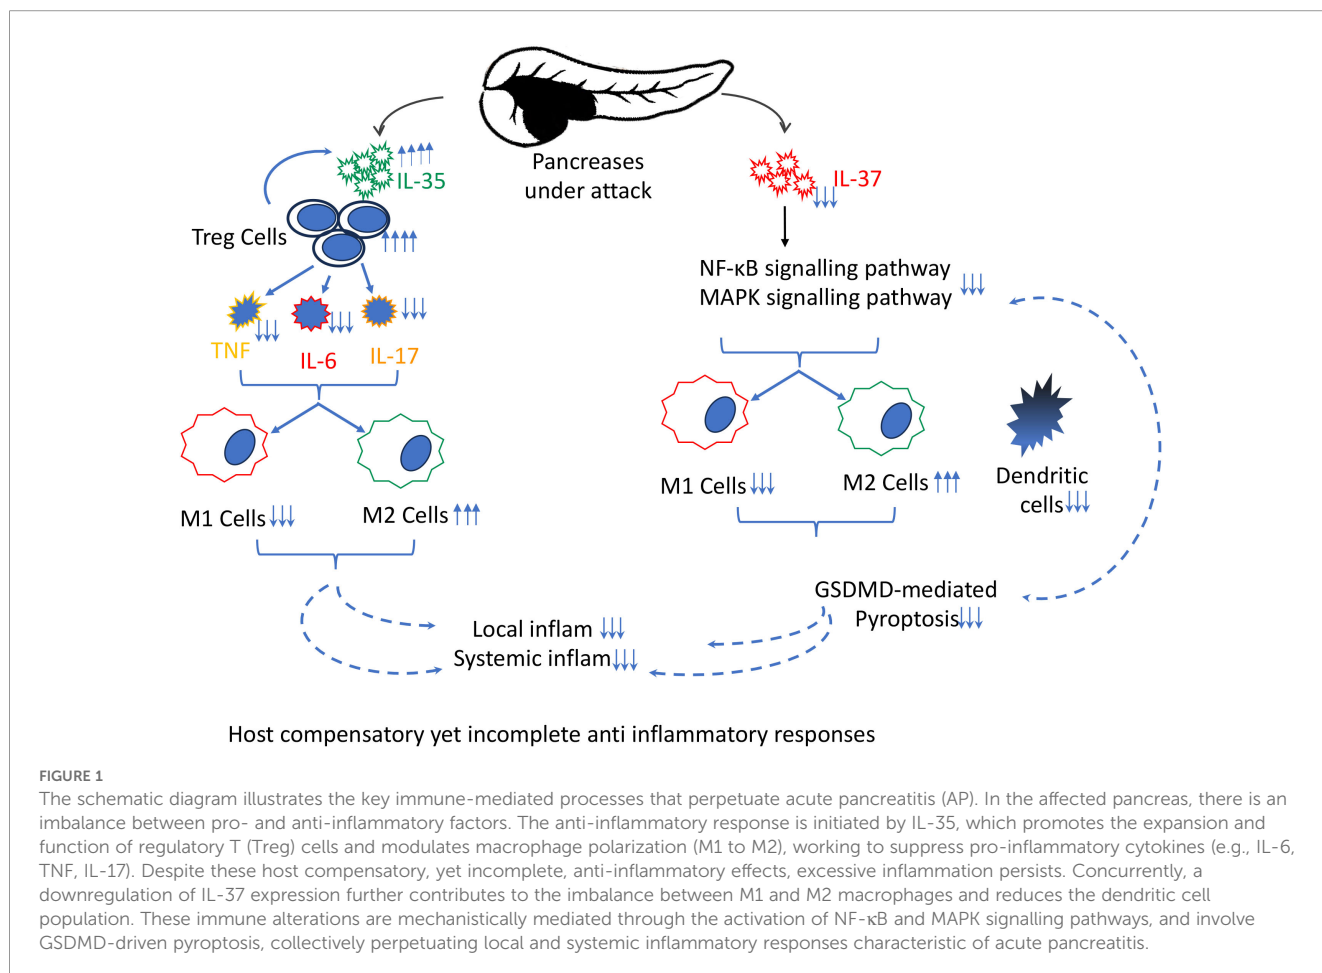 Pancreases
under attack
IL-35
Treg Cells
TNF
IL-6
IL-17
M1 Cells
M2 Cells
IL-37
NF-κB signalling pathway
MAPK signalling pathway
M1 Cells
M2 Cells
Dendritic
cells
GSDMD-mediated
Pyroptosis
Local inflam
Systemic inflam
Host compensatory yet incomplete anti inflammatory responses
FIGURE 1
The schematic diagram illustrates the key immune-mediated processes that perpetuate acute pancreatitis (AP). In the affected pancreas, there is an
imbalance between pro- and anti-inflammatory factors. The anti-inflammatory response is initiated by IL-35, which promotes the expansion and
function of regulatory T (Treg) cells and modulates macrophage polarization (M1 to M2), working to suppress pro-inflammatory cytokines (e.g., IL-6,
TNF, IL-17). Despite these host compensatory, yet incomplete, anti-inflammatory effects, excessive inflammation persists. Concurrently, a
downregulation of IL-37 expression further contributes to the imbalance between M1 and M2 macrophages and reduces the dendritic cell
population. These immune alterations are mechanistically mediated through the activation of NF-κB and MAPK signalling pathways, and involve
GSDMD-driven pyroptosis, collectively perpetuating local and systemic inflammatory responses characteristic of acute pancreatitis.